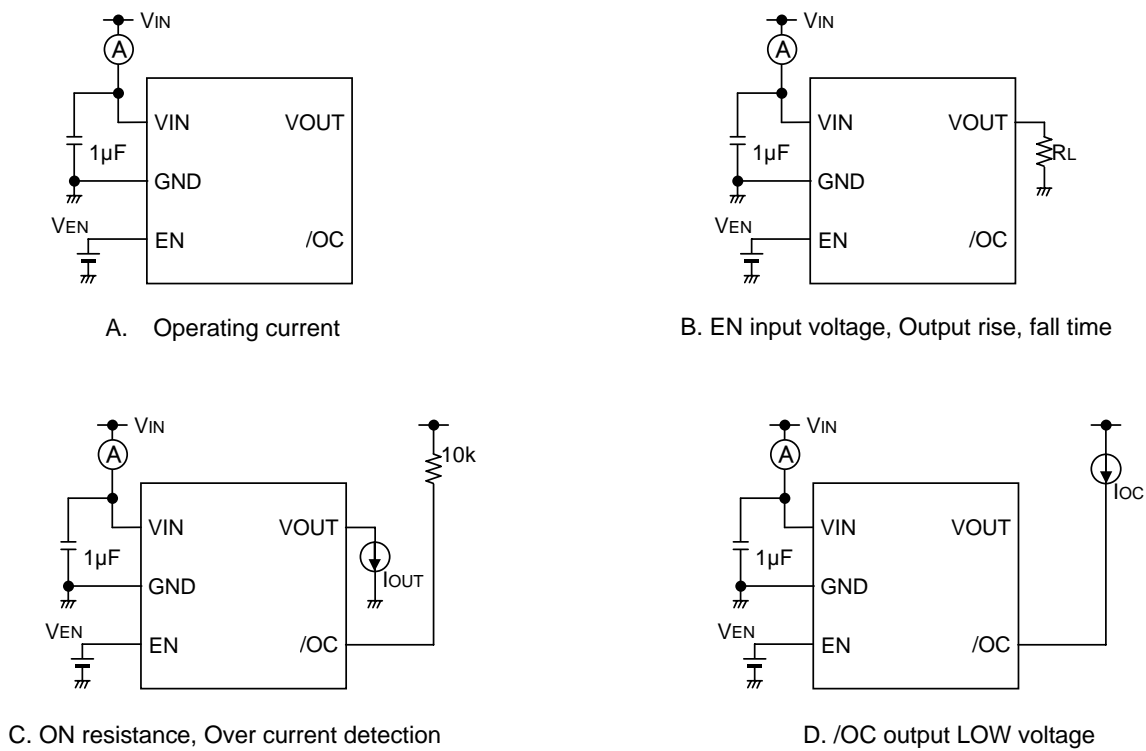 VIN
A
VIN VOUT
1µF
GND
VEN
EN /OC
A. Operating current
VIN
A
VIN VOUT
1µF RL
GND
VEN
EN /OC
B. EN input voltage, Output rise, fall time
VIN
A 10k
VIN VOUT
1µF IOUT
GND
VEN
EN /OC
C. ON resistance, Over current detection
VIN
A
IOC
VIN VOUT
1µF
GND
VEN
EN /OC
D. /OC output LOW voltage